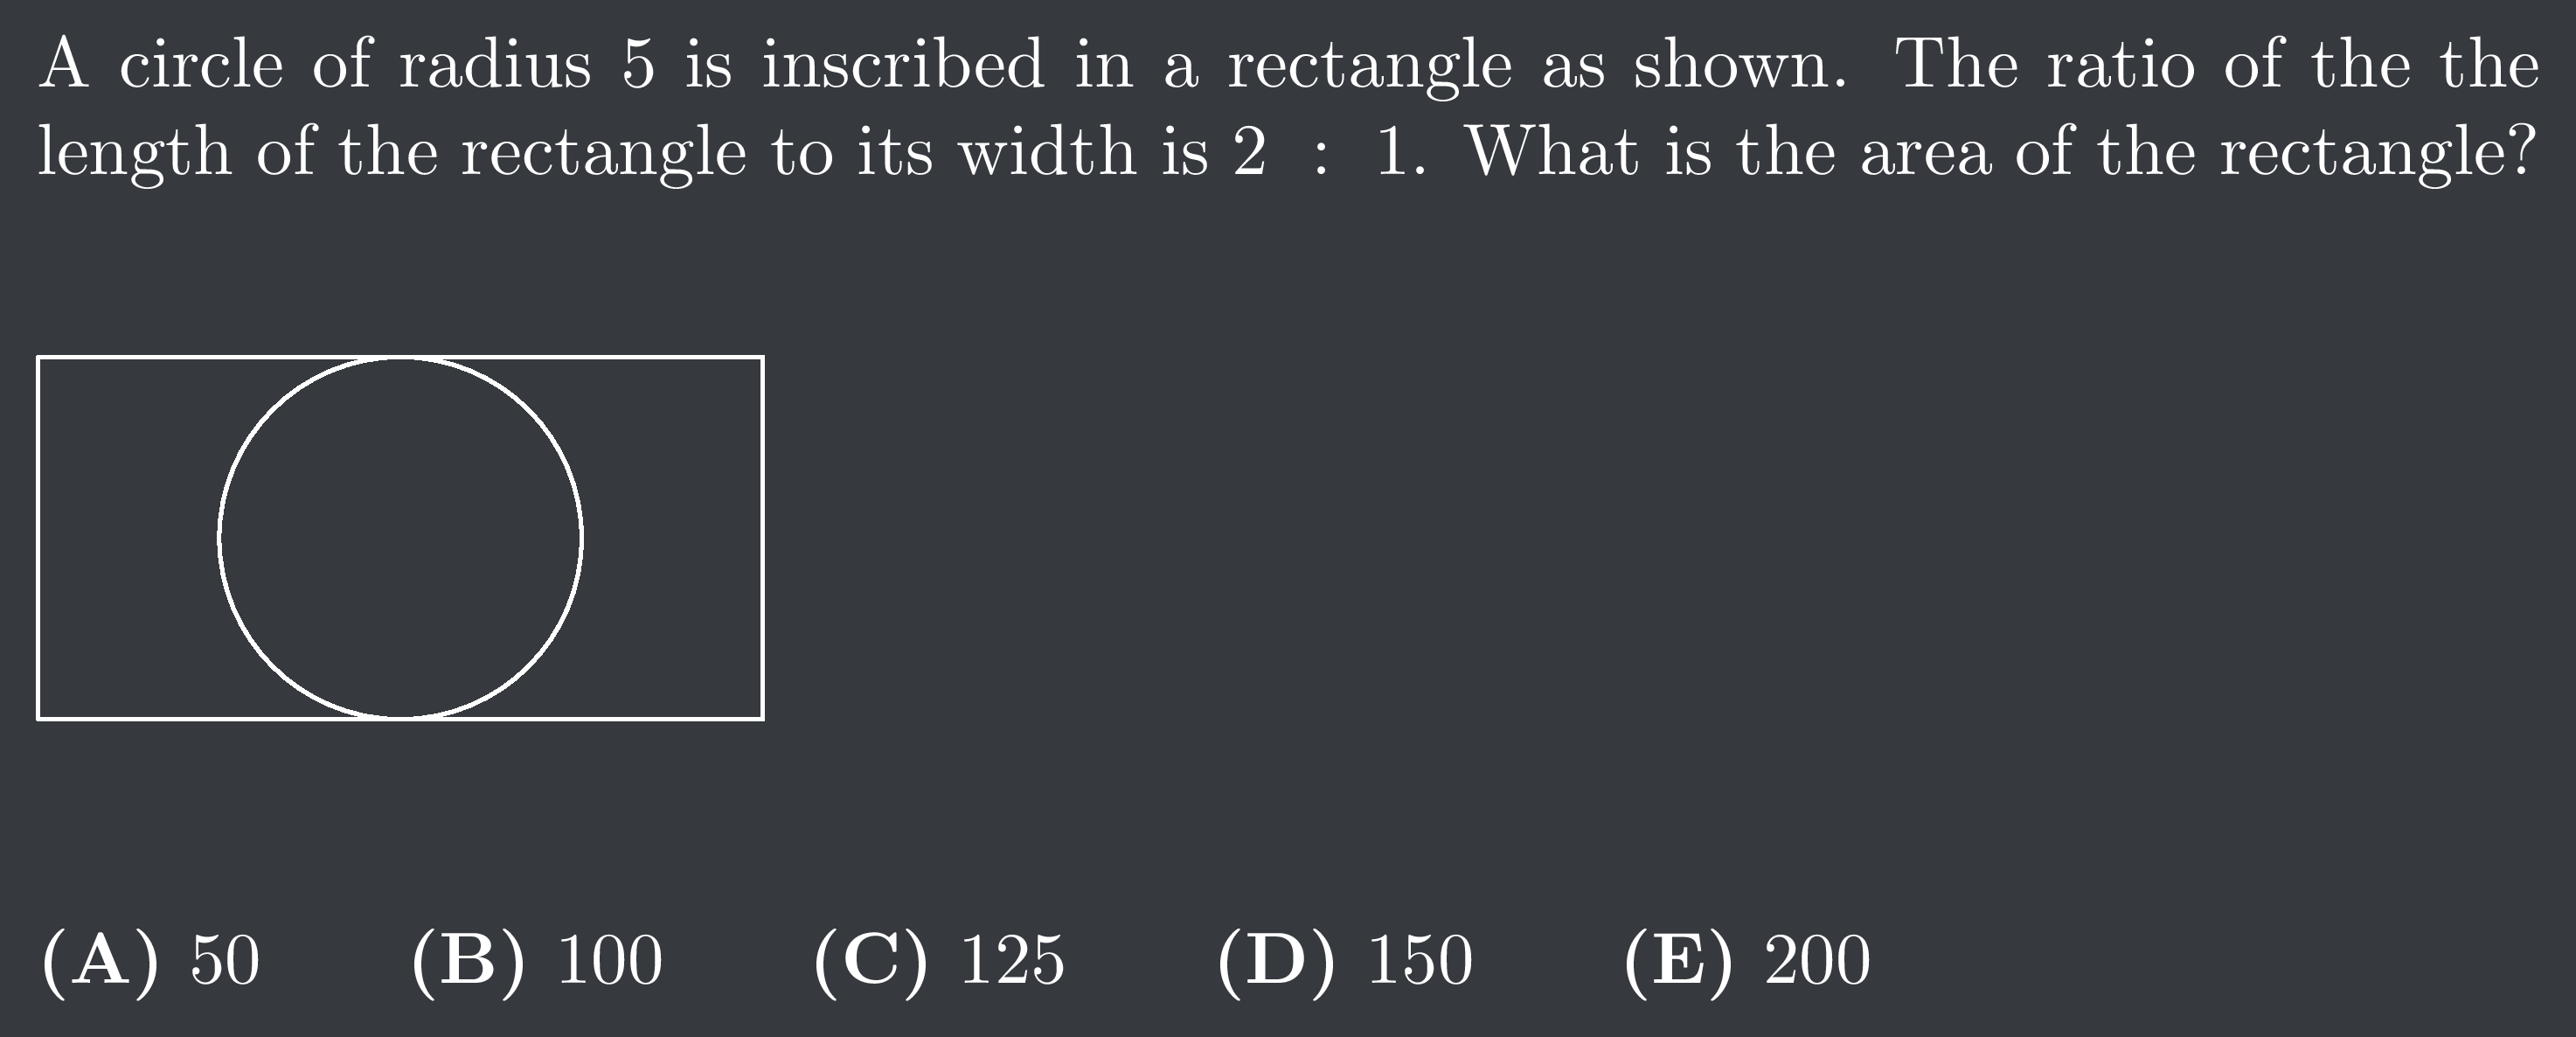 A circle of radius 5 is inscribed in a rectangle as shown. The ratio of the the
length of the rectangle to its width is 2 : 1. What is the area of the rectangle?
(A) 50 (B) 100 (C) 125 (D) 150 (E) 200